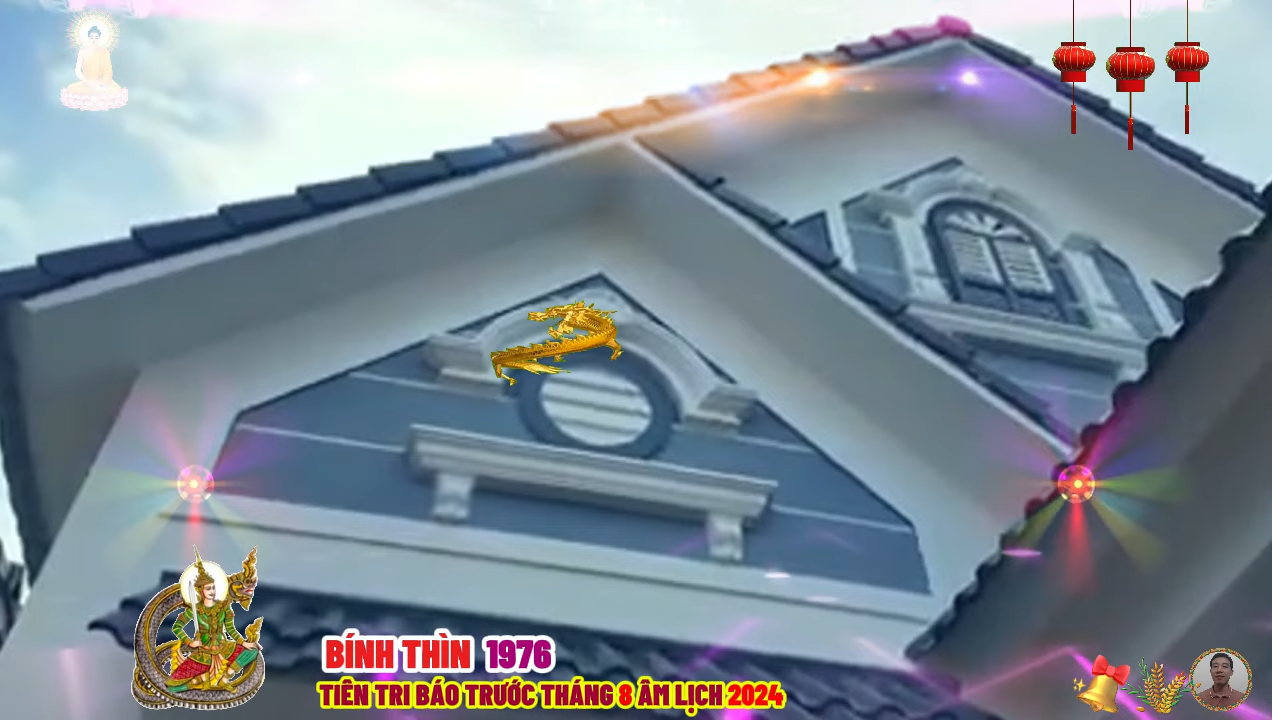 BÍNH THÌN 1976
TIÊN TRI BÁO TRƯỚC THÁNG 8 ÂM LỊCH 2024